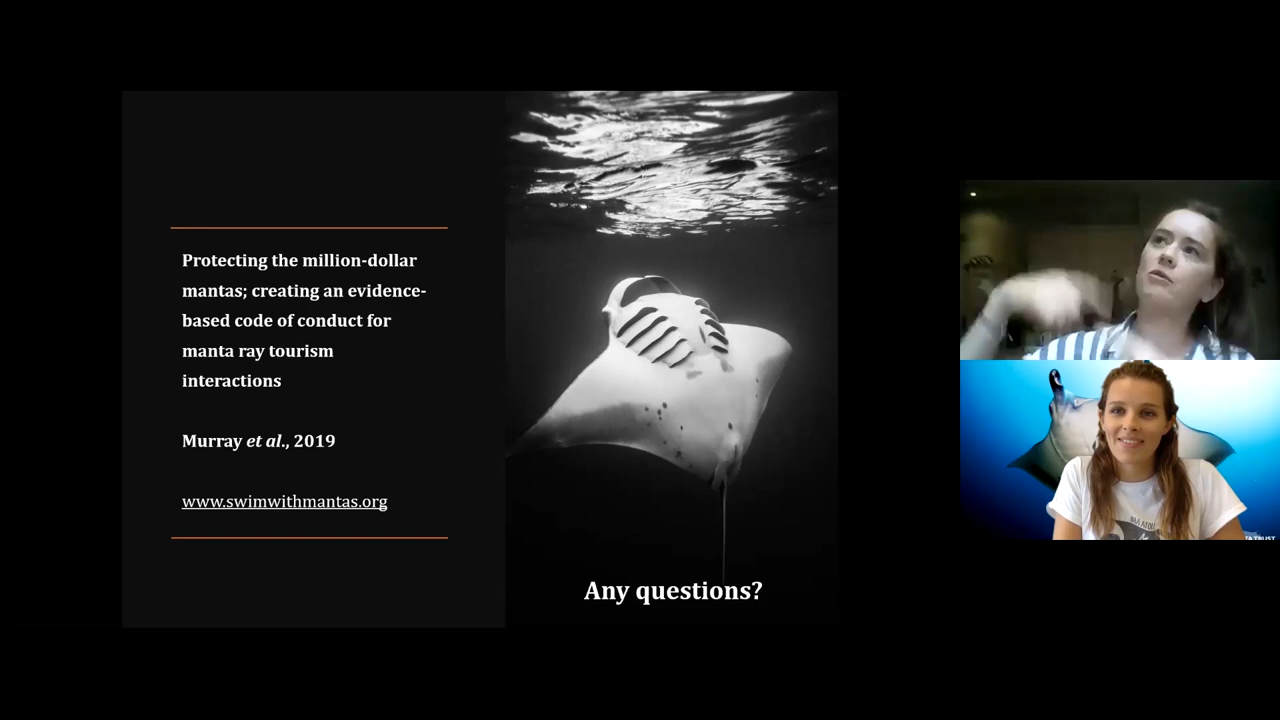 Protecting the million-dollar
mantas; creating an evidence-
based code of conduct for
manta ray tourism
interactions
Murray et al., 2019
www.swimwithmantas.org
Any questions?
TRUST